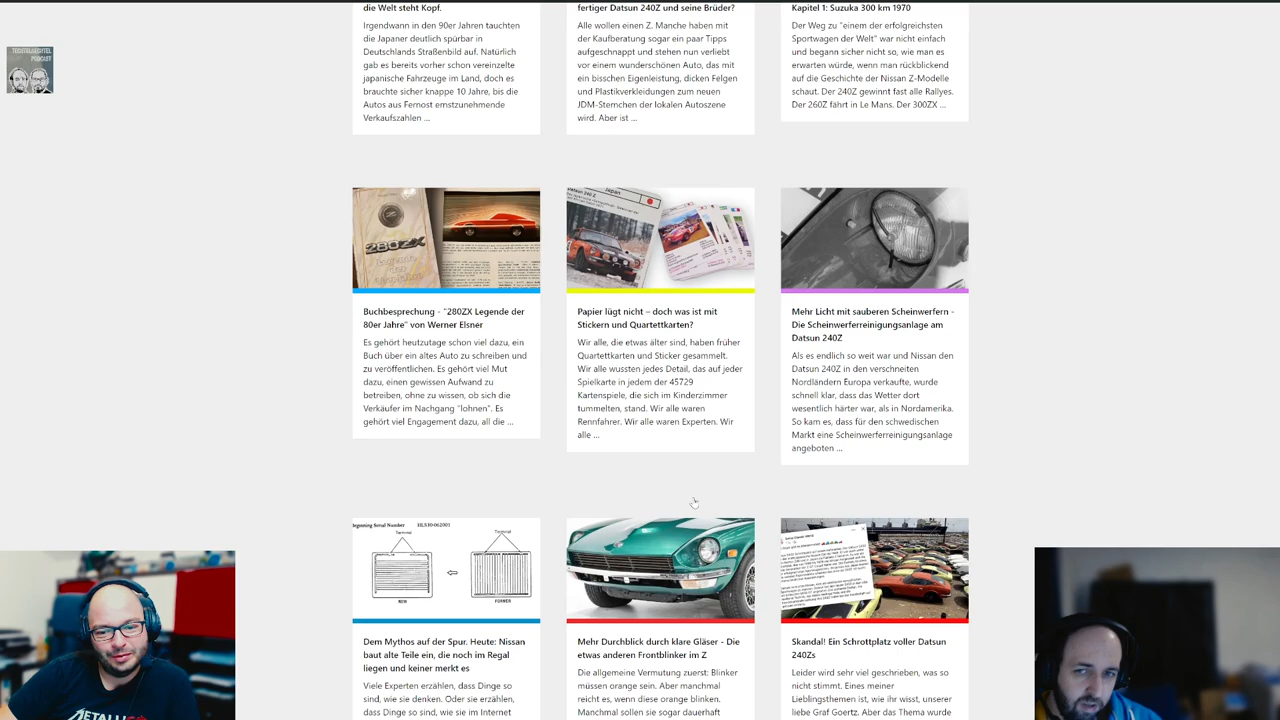 TECHTELMECHTEL
PODCAST
die Welt steht Kopf.
Irgendwann in den 90er Jahren tauchten
die Japaner deutlich spürbar in
Deutschlands Straßenbild auf. Natürlich
gab es bereits vorher schon vereinzelte
japanische Fahrzeuge im Land, doch es
brauchte sicher knappe 10 Jahre, bis die
Autos aus Fernost ernstzunehmende
Verkaufszahlen ...
fertiger Datsun 240Z und seine Brüder?
Alle wollen einen Z. Manche haben mit
der Kaufberatung sogar ein paar Tipps
aufgeschnappt und stehen nun verliebt
vor einem wunderschönen Auto, das mit
ein bisschen Eigenleistung, dicken Felgen
und Plastikverkleidungen zum neuen
JDM-Sternchen der lokalen Autoszene
wird. Aber ist ...
Kapitel 1: Suzuka 300 km 1970
Der Weg zu "einem der erfolgreichsten
Sportwagen der Welt" war nicht einfach
und begann sicher nicht so, wie man es
erwarten würde, wenn man rückblickend
auf die Geschichte der Nissan Z-Modelle
schaut. Der 240Z gewinnt fast alle Rallyes.
Der 260Z fährt in Le Mans. Der 300ZX ...
280ZX
Datsun 240 Z
Japan
Buchbesprechung - "280ZX Legende der
80er Jahre" von Werner Elsner
Es gehört heutzutage schon viel dazu, ein
Buch über ein altes Auto zu schreiben und
zu veröffentlichen. Es gehört viel Mut
dazu, einen gewissen Aufwand zu
betreiben, ohne zu wissen, ob sich die
Verkäufer im Nachgang "lohnen". Es
gehört viel Engagement dazu, all die ...
Papier lügt nicht – doch was ist mit
Stickern und Quartettkarten?
Wir alle, die etwas älter sind, haben früher
Quartettkarten und Sticker gesammelt.
Wir alle wussten jedes Detail, das auf jeder
Spielkarte in jedem der 45729
Kartenspiele, die sich im Kinderzimmer
tummelten, stand. Wir alle waren
Rennfahrer. Wir alle waren Experten. Wir
alle ...
Mehr Licht mit sauberen Scheinwerfern -
Die Scheinwerferreinigungsanlage am
Datsun 240Z
Als es endlich so weit war und Nissan den
Datsun 240Z in den verschneiten
Nordländern Europa verkaufte, wurde
schnell klar, dass das Wetter dort
wesentlich härter war, als in Nordamerika.
So kam es, dass für den schwedischen
Markt eine Scheinwerferreinigungsanlage
angeboten ...
Beginning Serial Number HLS30-062001
Terminal
Terminal
NEW
FORMER
Dem Mythos auf der Spur. Heute: Nissan
baut alte Teile ein, die noch im Regal
liegen und keiner merkt es
Viele Experten erzählen, dass Dinge so
sind, wie sie denken. Oder sie erzählen,
dass Dinge so sind, wie sie im Internet
Mehr Durchblick durch klare Gläser - Die
etwas anderen Frontblinker im Z
Die allgemeine Vermutung zuerst: Blinker
müssen orange sein. Aber manchmal
reicht es, wenn diese orange blinken.
Manchmal sollen sie sogar dauerhaft
Skandal! Ein Schrottplatz voller Datsun
240Zs
Leider wird sehr viel geschrieben, was so
nicht stimmt. Eines meiner
Lieblingsthemen ist, wie ihr wisst, unserer
liebe Graf Goertz. Aber das Thema wurde
METALLICA